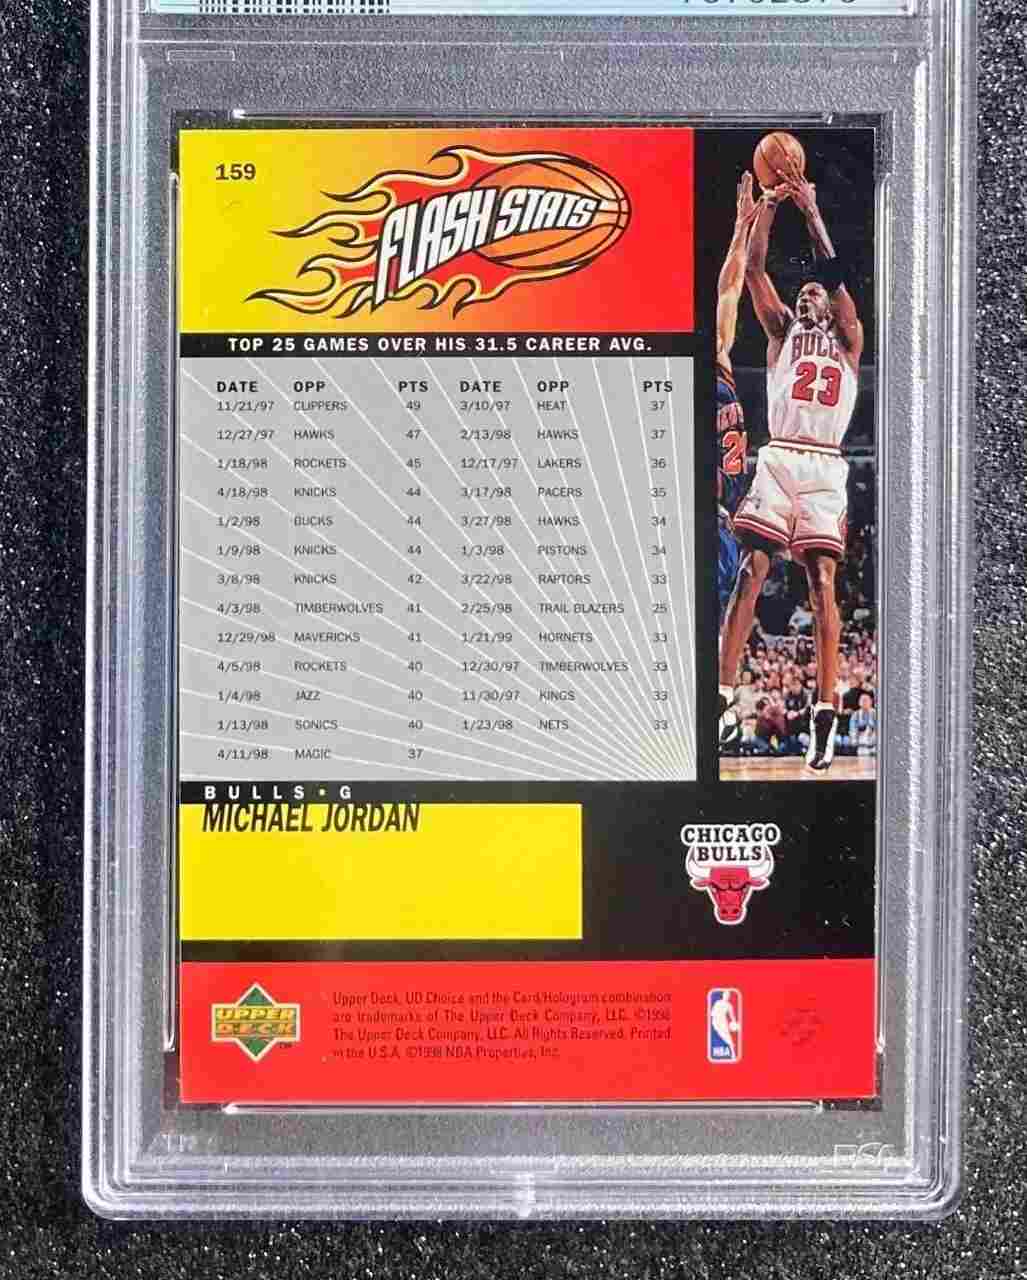 159
FLASH STATS
TOP 25 GAMES OVER HIS 31.5 CAREER AVG.
DATE OPP PTS DATE OPP PTS
11/21/97 CLIPPERS 49 3/10/97 HEAT 37
12/27/97 HAWKS 47 2/13/98 HAWKS 37
1/18/98 ROCKETS 45 12/17/97 LAKERS 36
4/18/98 KNICKS 44 3/17/98 PACERS 35
1/2/98 BUCKS 44 3/27/98 HAWKS 34
1/9/98 KNICKS 44 1/3/98 PISTONS 34
3/8/98 KNICKS 42 3/22/98 RAPTORS 33
4/3/98 TIMBERWOLVES 41 2/25/98 TRAIL BLAZERS 25
12/29/98 MAVERICKS 41 1/21/99 HORNETS 33
4/5/98 ROCKETS 40 12/30/97 TIMBERWOLVES 33
1/4/98 JAZZ 40 11/30/97 KINGS 33
1/13/98 SONICS 40 1/23/98 NETS 33
4/11/98 MAGIC 37
BULLS • G
MICHAEL JORDAN
BULLS
23
2
CHICAGO
BULLS
UPPER
DECK
TM
Upper Deck, UD Choice and the Card/Hologram combination
are trademarks of The Upper Deck Company, LLC. ©1998
The Upper Deck Company, LLC. All Rights Reserved. Printed
in the U.S.A. ©1998 NBA Properties, Inc.
NBA
PSA